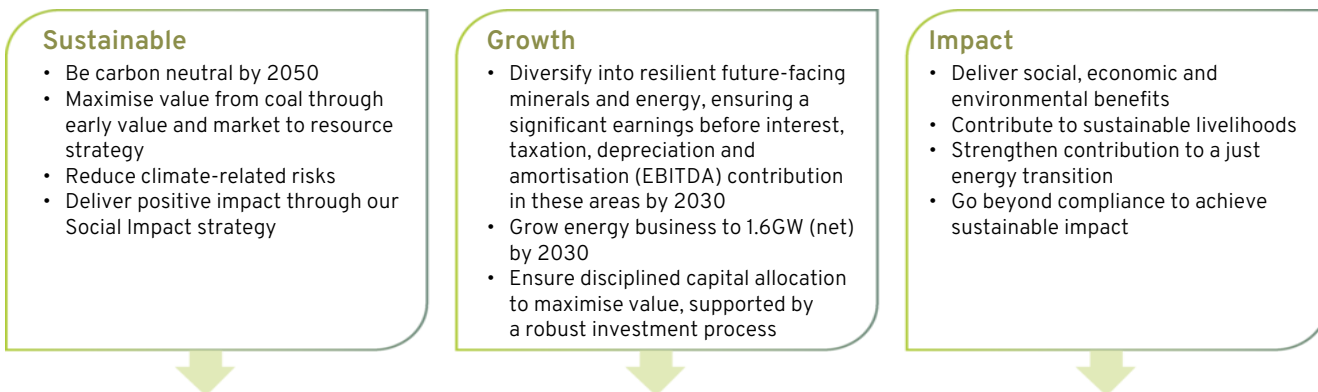 Sustainable
• Be carbon neutral by 2050
• Maximise value from coal through
early value and market to resource
strategy
• Reduce climate-related risks
• Deliver positive impact through our
Social Impact strategy
Growth
• Diversify into resilient future-facing
minerals and energy, ensuring a
significant earnings before interest,
taxation, depreciation and
amortisation (EBITDA) contribution
in these areas by 2030
• Grow energy business to 1.6GW (net)
by 2030
• Ensure disciplined capital allocation
to maximise value, supported by
a robust investment process
Impact
• Deliver social, economic and
environmental benefits
• Contribute to sustainable livelihoods
• Strengthen contribution to a just
energy transition
• Go beyond compliance to achieve
sustainable impact